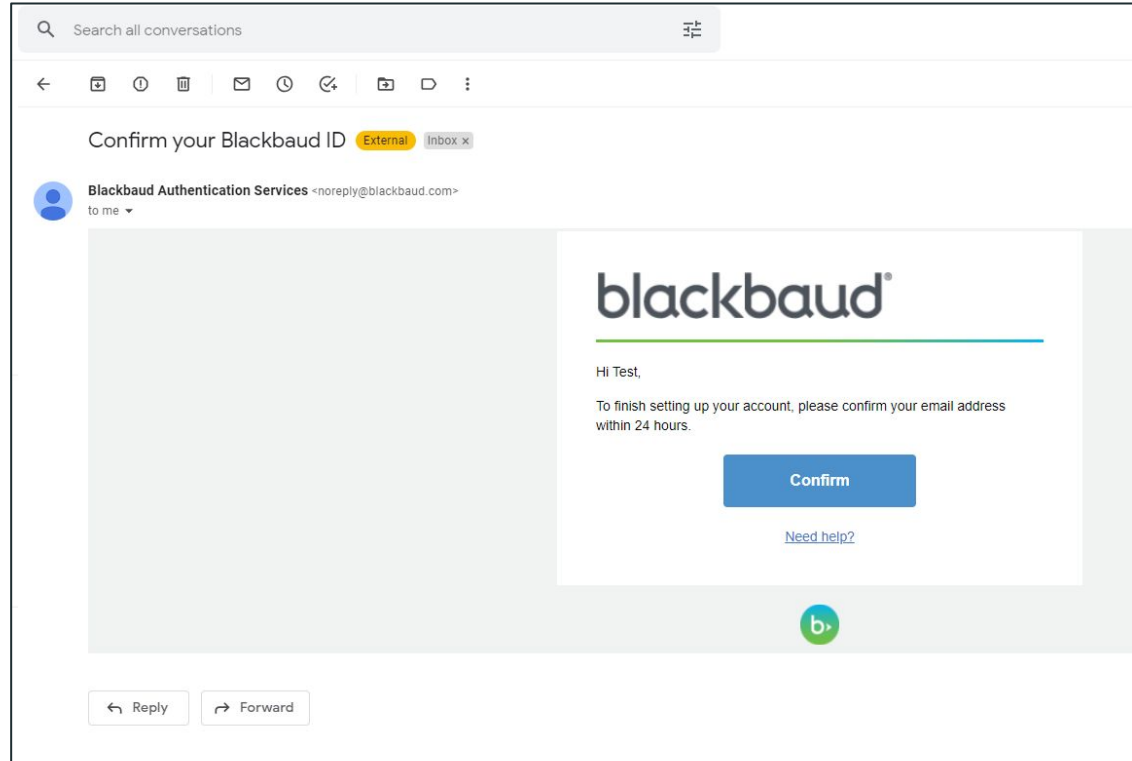 Search all conversations
Confirm your Blackbaud ID External Inbox x
Blackbaud Authentication Services <noreply@blackbaud.com>
to me
blackbaud®
Hi Test,
To finish setting up your account, please confirm your email address
within 24 hours.
Confirm
Need help?
b
Reply Forward